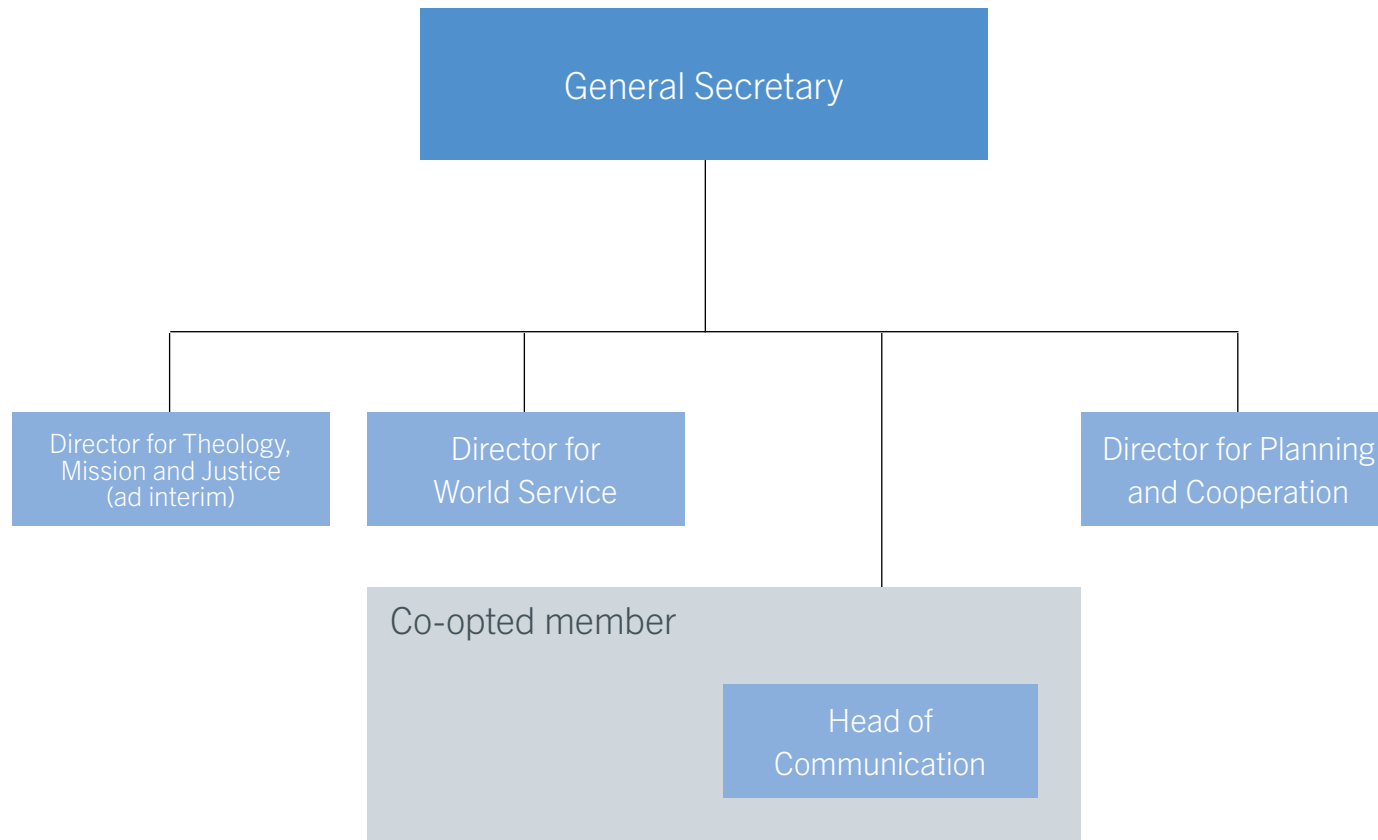 General Secretary
Director for Theology,
Mission and Justice
(ad interim)
Director for
World Service
Director for Planning
and Cooperation
Co-opted member
Head of
Communication